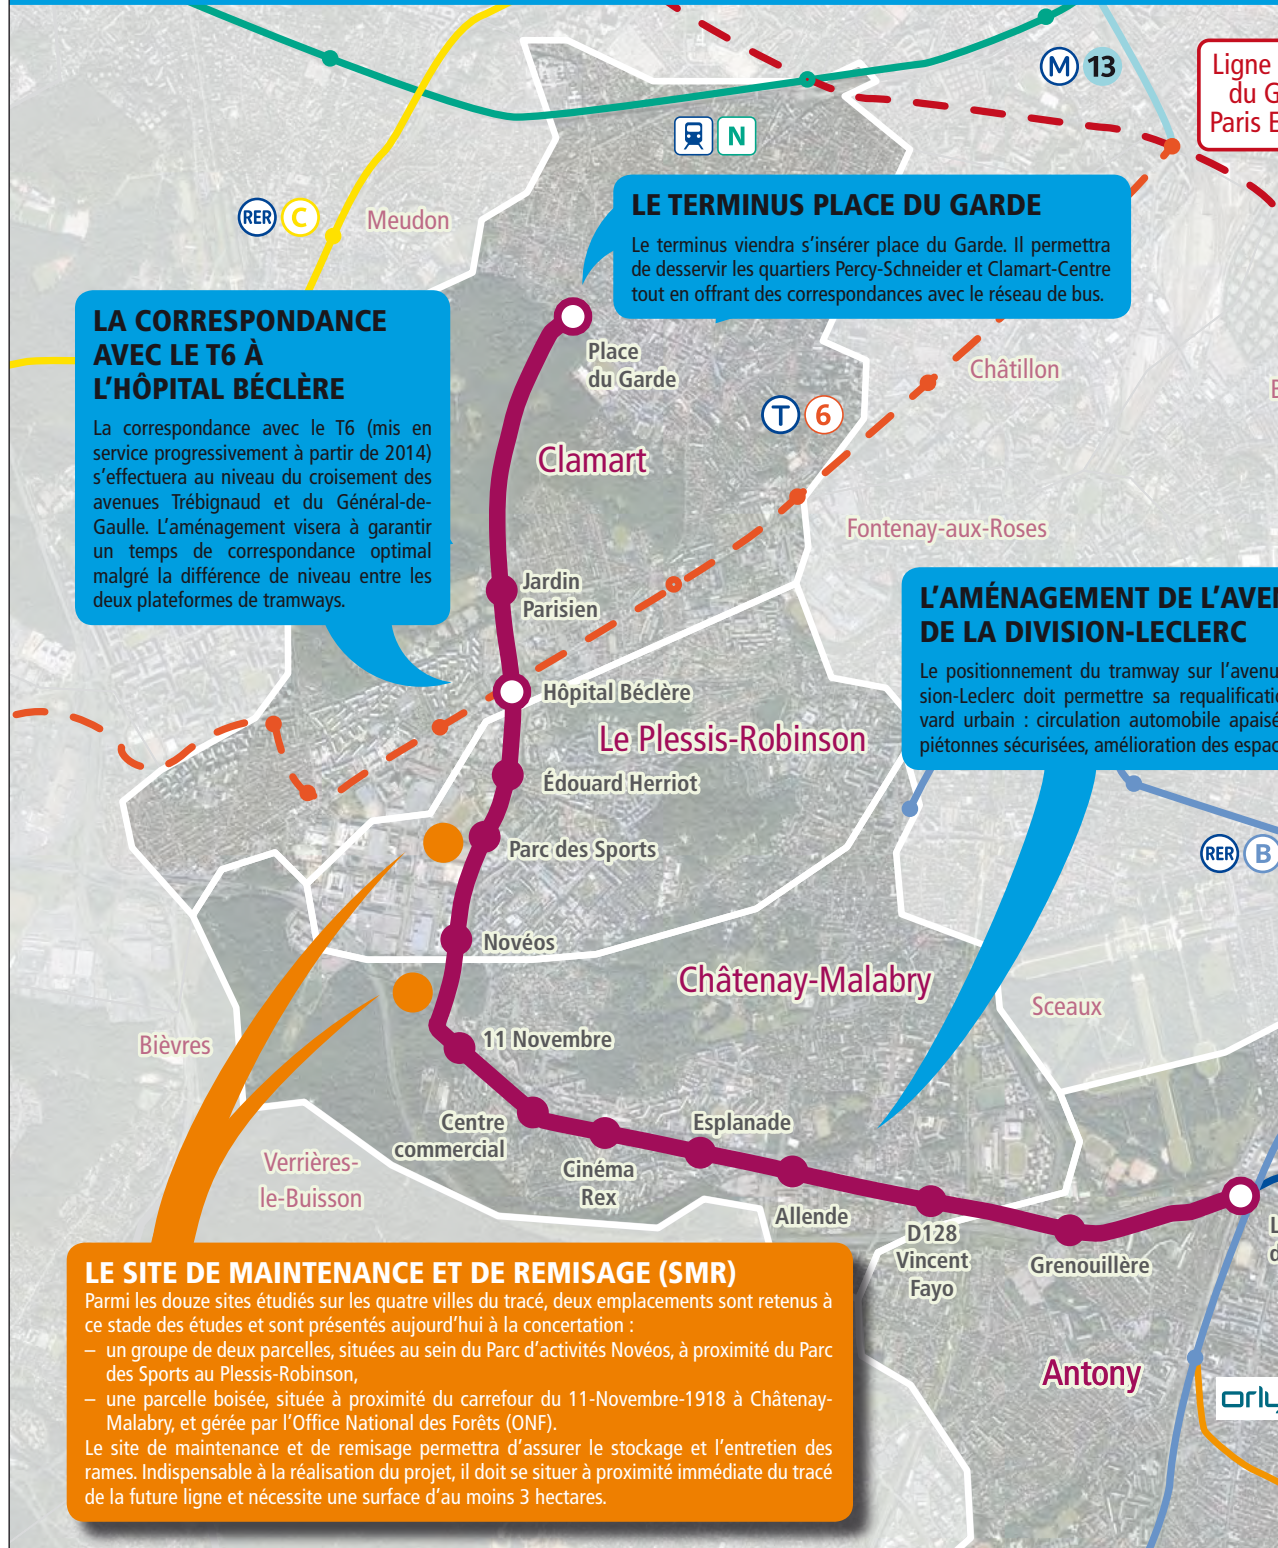 M 13
Ligne
du G
Paris E
N
RER C
Meudon
LE TERMINUS PLACE DU GARDE
Le terminus viendra s’insérer place du Garde. Il permettra
de desservir les quartiers Percy-Schneider et Clamart-Centre
tout en offrant des correspondances avec le réseau de bus.
LA CORRESPONDANCE
AVEC LE T6 À
L’HÔPITAL BÉCLÈRE
La correspondance avec le T6 (mis en
service progressivement à partir de 2014)
s’effectuera au niveau du croisement des
avenues Trébignaud et du Général-de-
Gaulle. L’aménagement visera à garantir
un temps de correspondance optimal
malgré la différence de niveau entre les
deux plateformes de tramways.
Place
du Garde
Châtillon
T 6
Clamart
Fontenay-aux-Roses
Jardin
Parisien
L’AMÉNAGEMENT DE L’AVE
DE LA DIVISION-LECLERC
Le positionnement du tramway sur l’avenu
sion-Leclerc doit permettre sa requalificati
vard urbain : circulation automobile apaisé
piétonnes sécurisées, amélioration des espac
Hôpital Béclère
Le Plessis-Robinson
Édouard Herriot
Parc des Sports
RER B
Novéos
Châtenay-Malabry
Sceaux
Bièvres
11 Novembre
Centre
commercial
Esplanade
Cinéma
Rex
Verrières-
le-Buisson
Allende
D128
Vincent
Fayo
Grenouillère
L
d
LE SITE DE MAINTENANCE ET DE REMISAGE (SMR)
Parmi les douze sites étudiés sur les quatre villes du tracé, deux emplacements sont retenus à
ce stade des études et sont présentés aujourd’hui à la concertation :
– un groupe de deux parcelles, situées au sein du Parc d’activités Novéos, à proximité du Parc
des Sports au Plessis-Robinson,
– une parcelle boisée, située à proximité du carrefour du 11-Novembre-1918 à Châtenay-
Malabry, et gérée par l’Office National des Forêts (ONF).
Le site de maintenance et de remisage permettra d’assurer le stockage et l’entretien des
rames. Indispensable à la réalisation du projet, il doit se situer à proximité immédiate du tracé
de la future ligne et nécessite une surface d’au moins 3 hectares.
Antony
orly